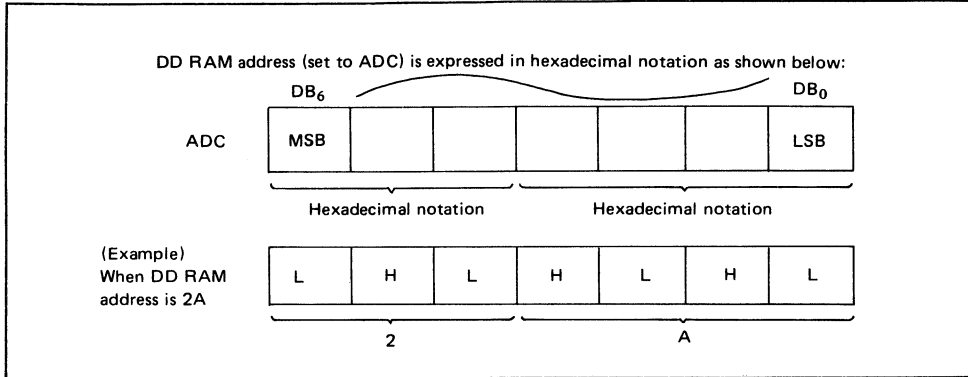 DD RAM address (set to ADC) is expressed in hexadecimal notation as shown below:
DB6 DB0
ADC MSB LSB
Hexadecimal notation Hexadecimal notation
(Example)
When DD RAM
address is 2A
L H L H L H L
2 A